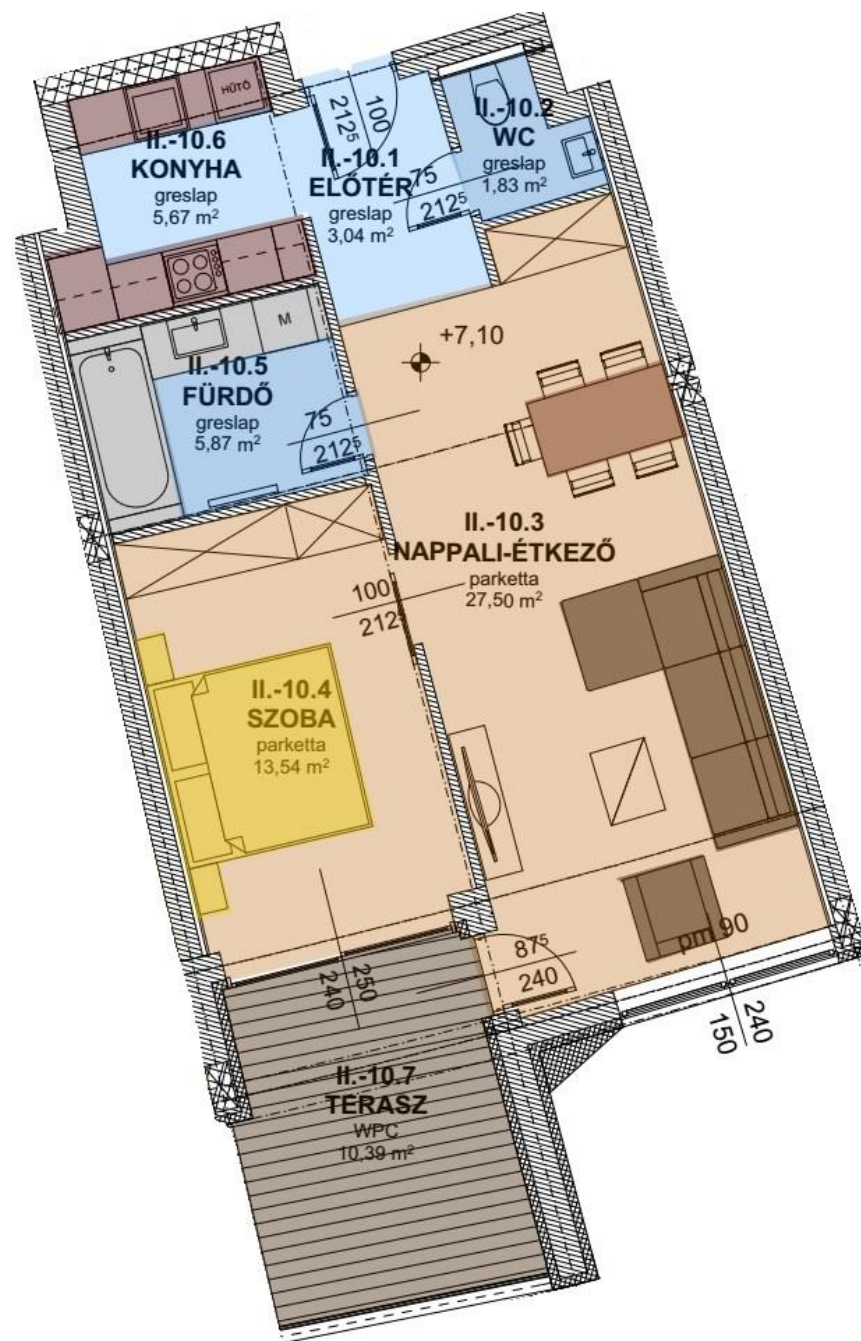 HŰTŐ
II.-10.6
KONYHA
greslap
5,67 m²
100
212⁵
II.-10.1
ELŐTÉR
greslap
3,04 m²
II.-10.2
WC
greslap
1,83 m²
75
212⁵
+7,10
M
II.-10.5
FÜRDŐ
greslap
5,87 m²
75
212⁵
II.-10.3
NAPPALI-ÉTKEZŐ
parketta
27,50 m²
100
212⁵
II.-10.4
SZOBA
parketta
13,54 m²
pm 90
87⁵
240
250
240
240
150
II.-10.7
TERASZ
WPC
10,39 m²